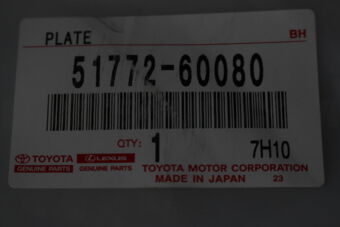 PLATE BH
51772-60080
QTY: 1 7H10
TOYOTA LEXUS TOYOTA MOTOR CORPORATION
GENUINE PARTS GENUINE PARTS MADE IN JAPAN 23